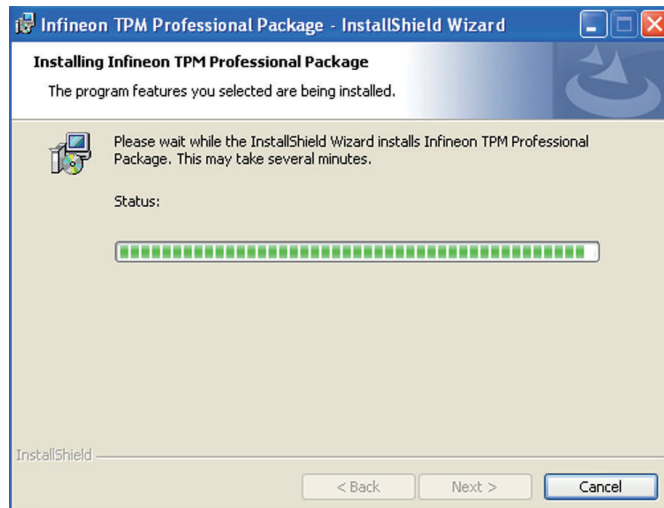 Infineon TPM Professional Package - InstallShield Wizard
Installing Infineon TPM Professional Package
The program features you selected are being installed.
Please wait while the InstallShield Wizard installs Infineon TPM Professional
Package. This may take several minutes.
Status:
InstallShield
< Back Next > Cancel